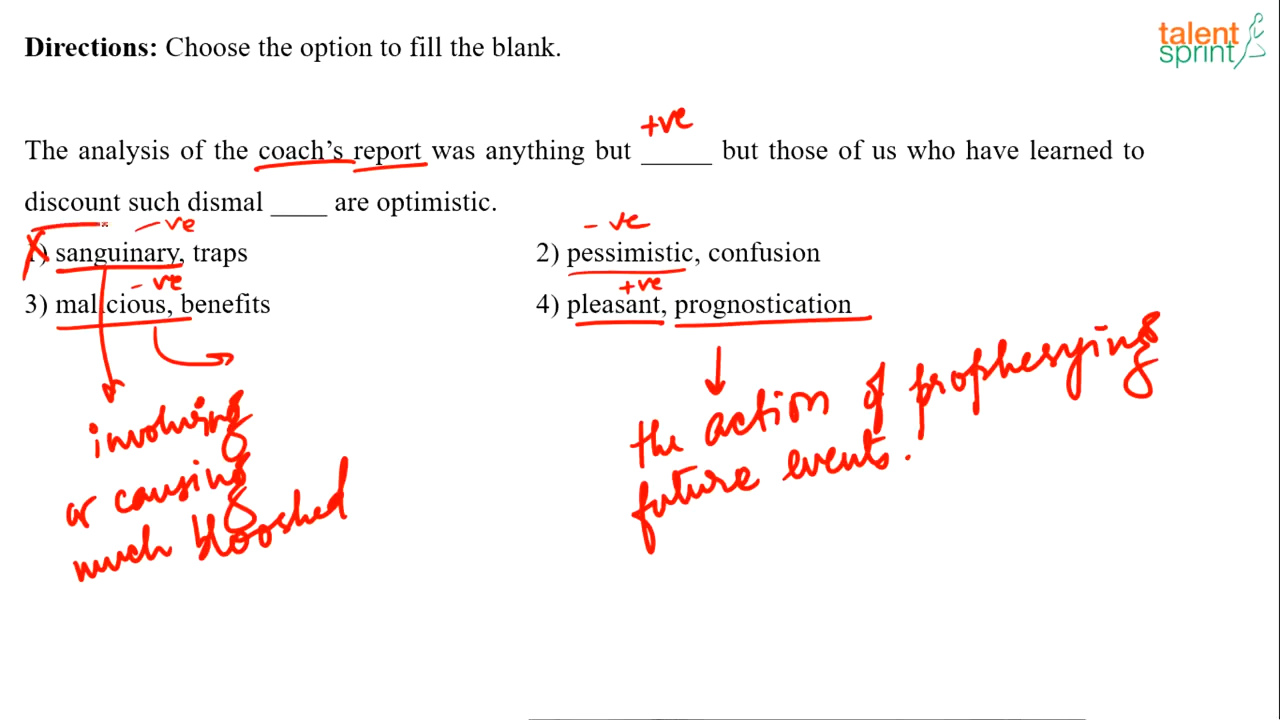 talent
sprint
Directions: Choose the option to fill the blank.
+ve
The analysis of the coach's report was anything but _____ but those of us who have learned to
discount such dismal ____ are optimistic.
-ve
-ve
1) sanguinary, traps
2) pessimistic, confusion
-ve
+ve
3) malicious, benefits
4) pleasant, prognostication
involving
or causing
much blooshed
the action of prophesying
future events.